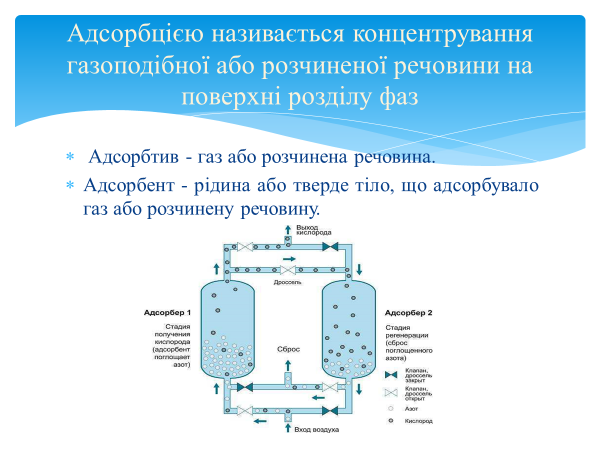 Адсорбцією називається концентрування
газоподібної або розчиненої речовини на
поверхні розділу фаз
Адсорбтив - газ або розчинена речовина.
Адсорбент - рідина або тверде тіло, що адсорбувало
газ або розчинену речовину.
Выход
кислорода
Дроссель
Адсорбер 1
Стадия
получения
кислорода
(адсорбент
поглощает
азот)
Адсорбер 2
Стадия
регенерации
(сброс
поглощенного
азота)
Сброс
Клапан,
дроссель
закрыт
Клапан,
дроссель
открыт
Азот
Кислород
Вход воздуха